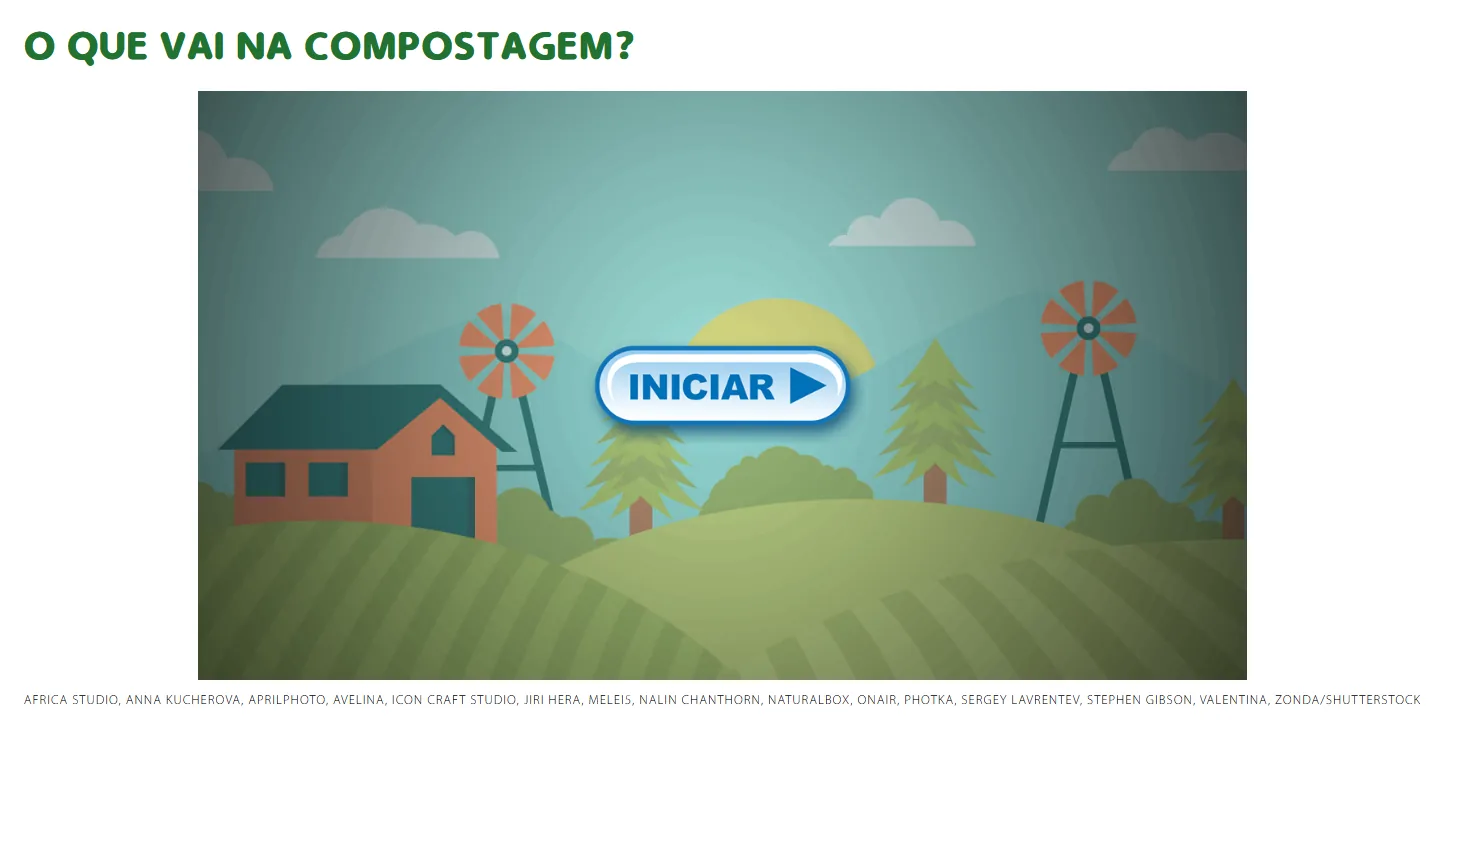 O QUE VAI NA COMPOSTAGEM?
INICIAR
AFRICA STUDIO, ANNA KUCHEROVA, APRILPHOTO, AVELINA, ICON CRAFT STUDIO, JIRI HERA, MELEI5, NALIN CHANTHORN, NATURALBOX, ONAIR, PHOTKA, SERGEY LAVRENTEV, STEPHEN GIBSON, VALENTINA, ZONDA/SHUTTERSTOCK